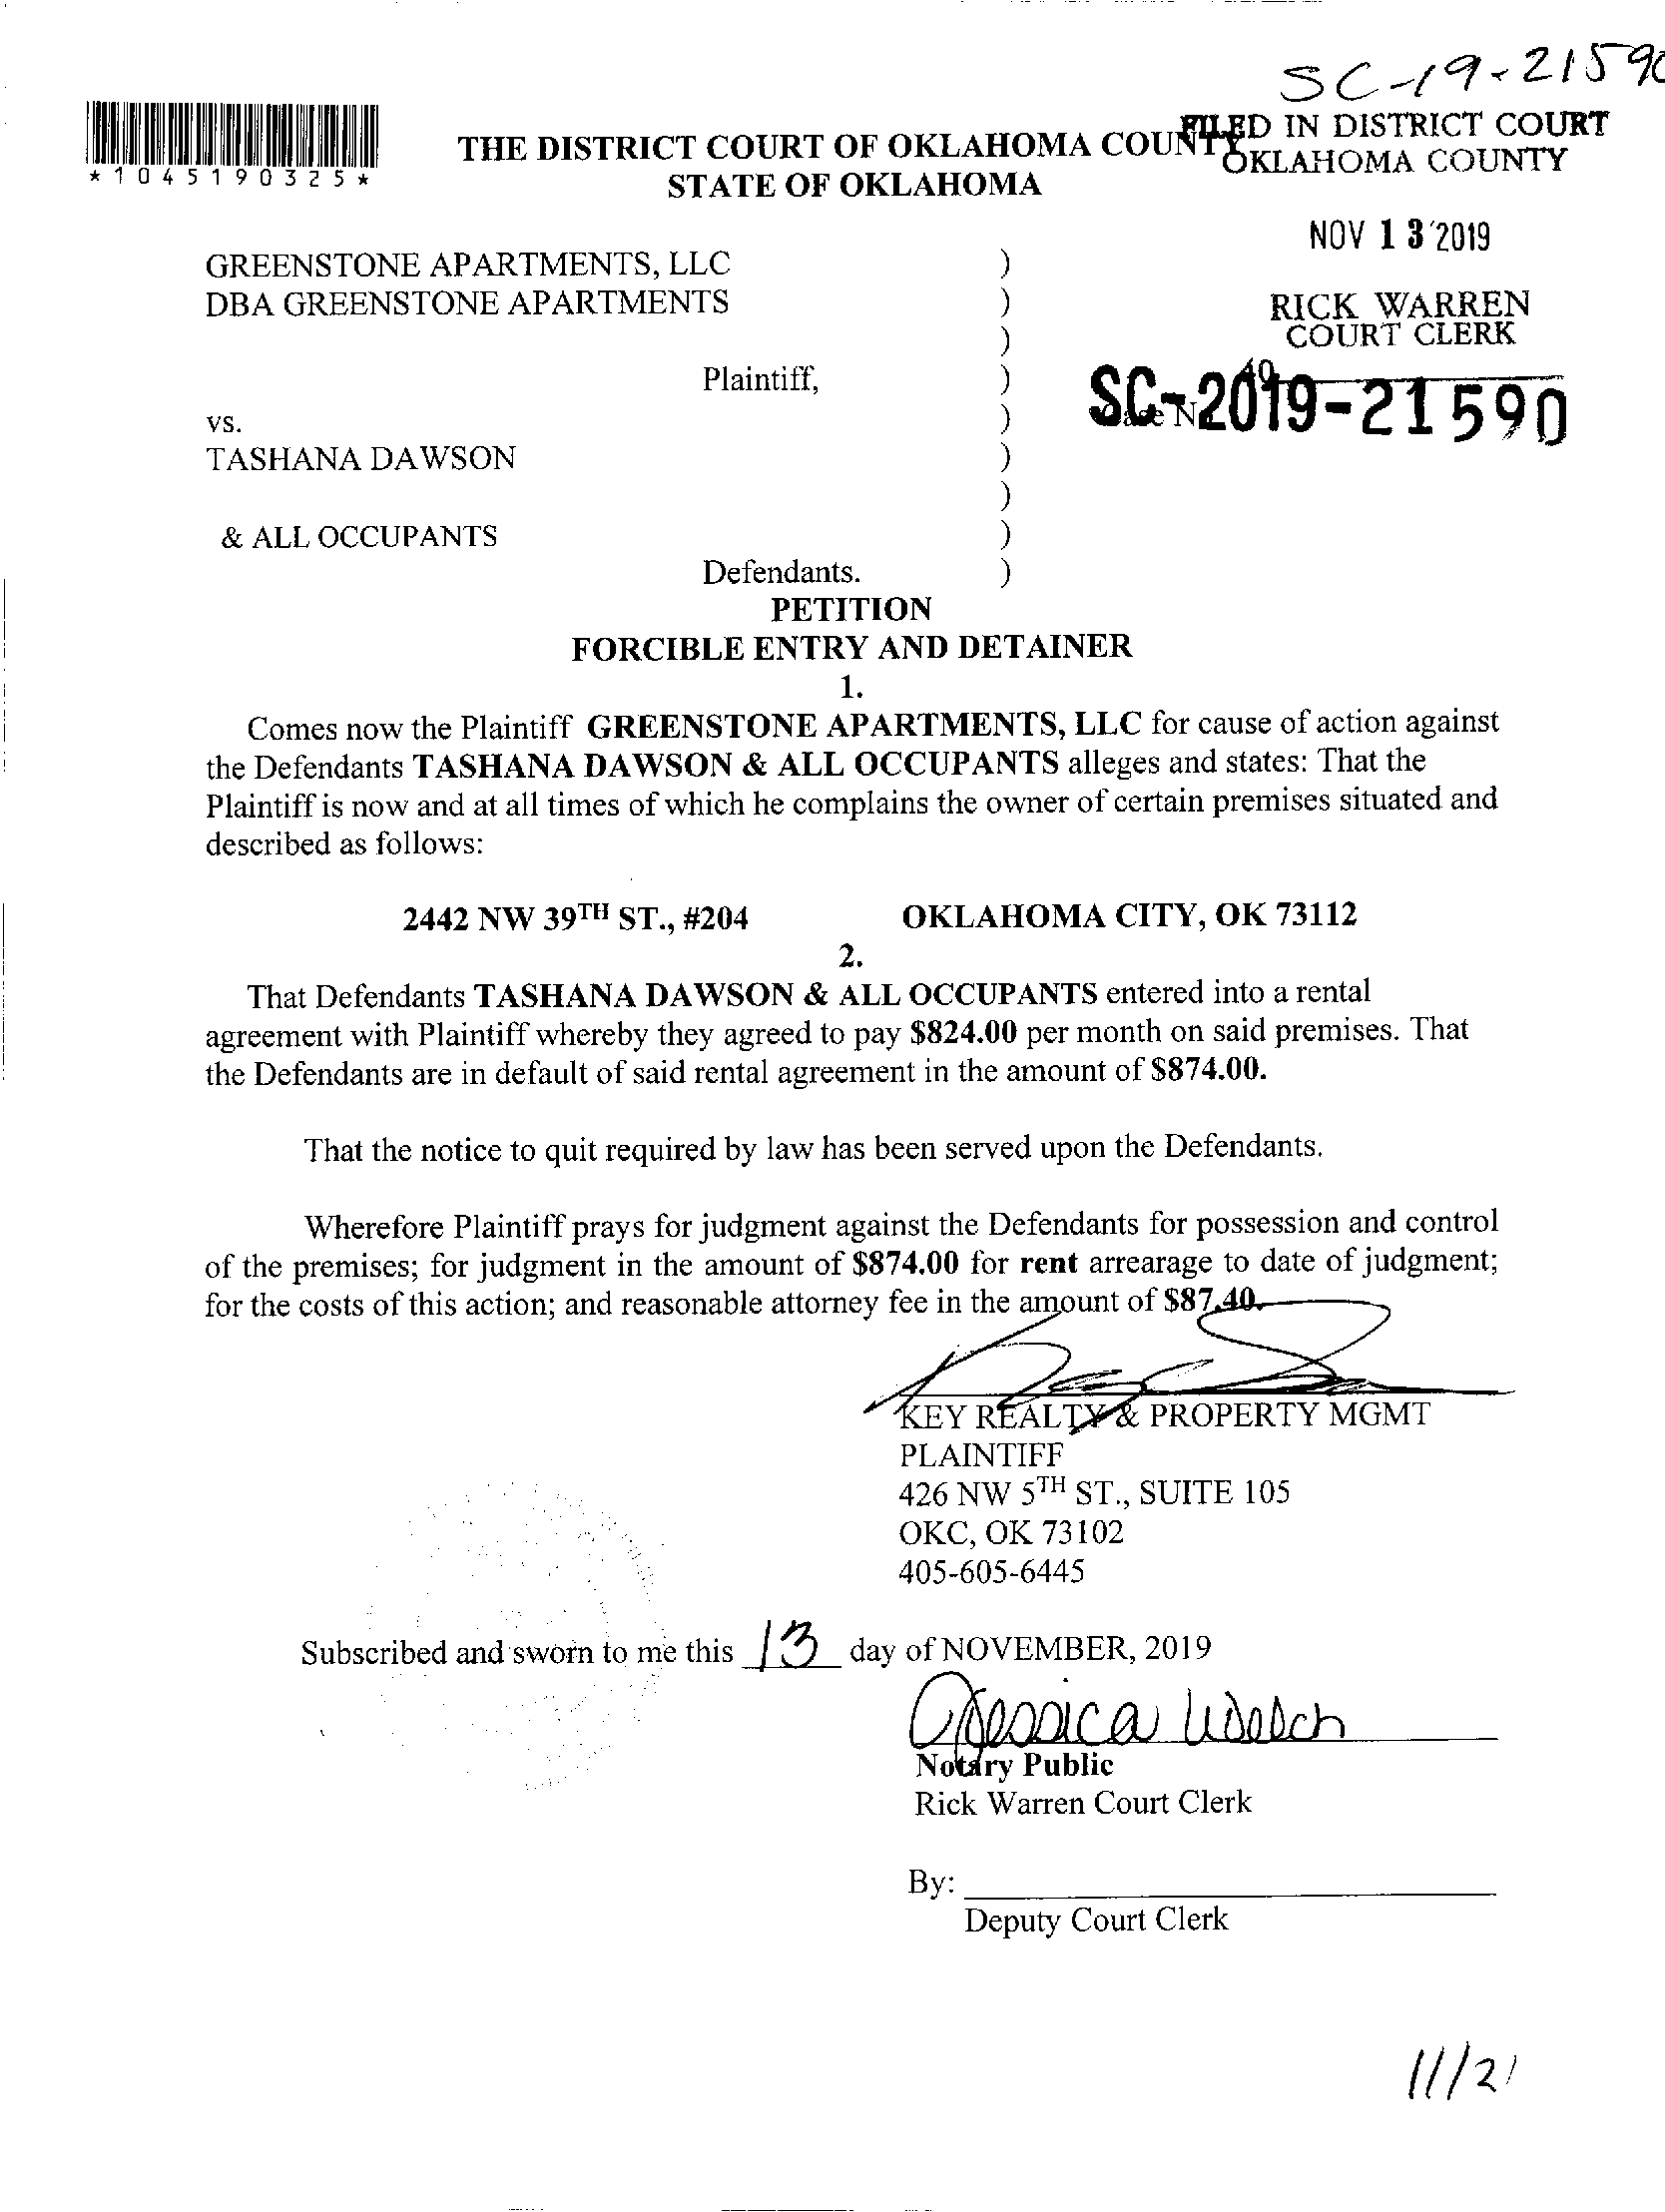 SC-19-21590
*1045190325*
THE DISTRICT COURT OF OKLAHOMA COUNTY
STATE OF OKLAHOMA
FILED IN DISTRICT COURT
OKLAHOMA COUNTY
NOV 13 2019
RICK WARREN
COURT CLERK
40
SC-2019-21590
GREENSTONE APARTMENTS, LLC )
DBA GREENSTONE APARTMENTS )
)
Plaintiff, )
vs. )
TASHANA DAWSON )
)
& ALL OCCUPANTS )
Defendants. )
PETITION
FORCIBLE ENTRY AND DETAINER
1.
Comes now the Plaintiff GREENSTONE APARTMENTS, LLC for cause of action against
the Defendants TASHANA DAWSON & ALL OCCUPANTS alleges and states: That the
Plaintiff is now and at all times of which he complains the owner of certain premises situated and
described as follows:
2442 NW 39TH ST., #204 OKLAHOMA CITY, OK 73112
2.
That Defendants TASHANA DAWSON & ALL OCCUPANTS entered into a rental
agreement with Plaintiff whereby they agreed to pay $824.00 per month on said premises. That
the Defendants are in default of said rental agreement in the amount of $874.00.
That the notice to quit required by law has been served upon the Defendants.
Wherefore Plaintiff prays for judgment against the Defendants for possession and control
of the premises; for judgment in the amount of $874.00 for rent arrearage to date of judgment;
for the costs of this action; and reasonable attorney fee in the amount of $87.40.
KEY REALTY & PROPERTY MGMT
PLAINTIFF
426 NW 5TH ST., SUITE 105
OKC, OK 73102
405-605-6445
Subscribed and sworn to me this 13 day of NOVEMBER, 2019
Jessica Welch
Notary Public
Rick Warren Court Clerk
By:
Deputy Court Clerk
11/21